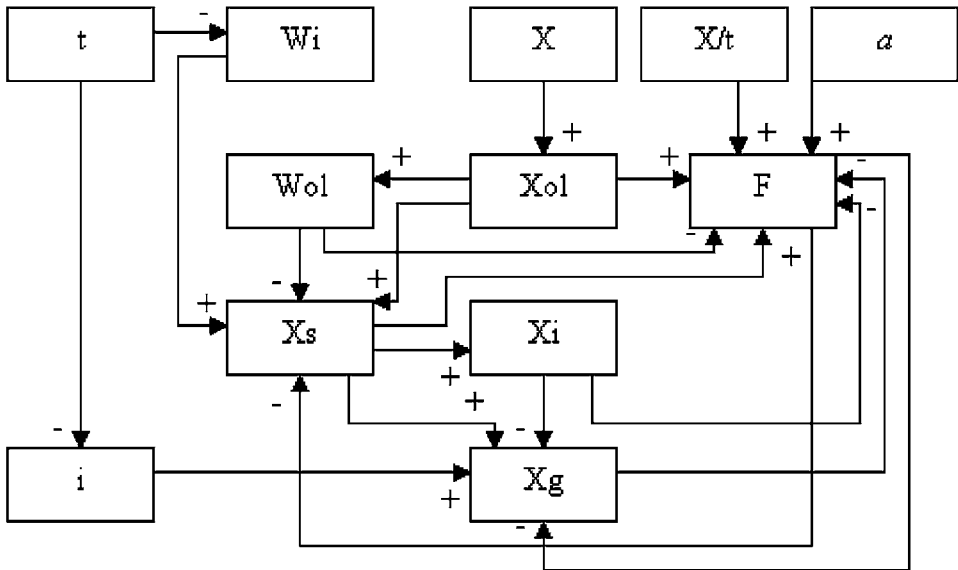 t
-
Wi
X
X/t
a
-
+
+
+
+
+
-
Wol
Xol
F
-
-
+
-
+
+
Xs
Xi
-
+
+
-
-
i
Xg
+
-